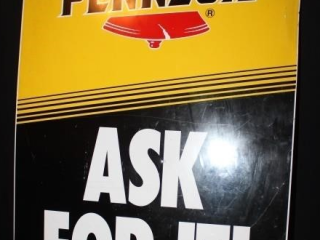 PENNZOIL
®
ASK
FOR IT!